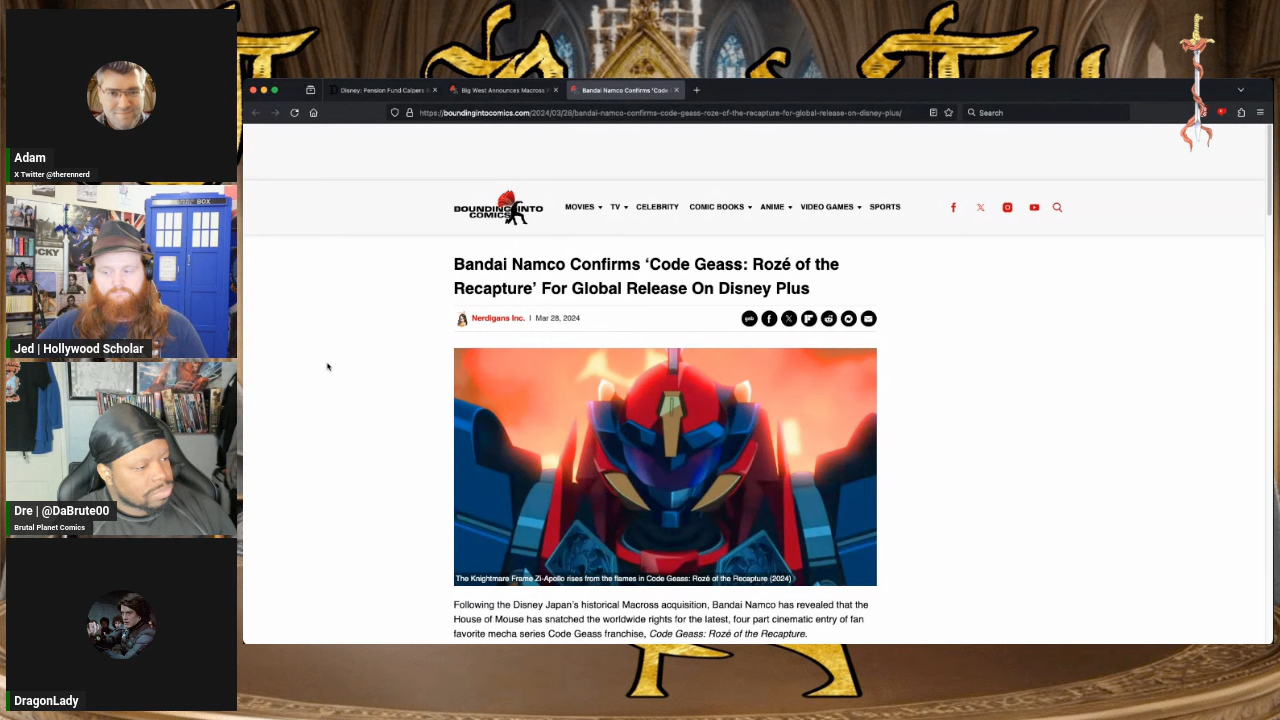 Adam
X Twitter @therennerd
POLICE BOX
Jed | Hollywood Scholar
Dre | @DaBrute00
Brutal Planet Comics
DragonLady
Disney: Pension Fund Calpers
Big West Announces Macross
Bandai Namco Confirms 'Code
https://boundingintocomics.com/2024/03/28/bandai-namco-confirms-code-geass-roze-of-the-recapture-for-global-release-on-disney-plus/
Search
BOUNDING INTO
COMICS
MOVIES TV CELEBRITY COMIC BOOKS ANIME VIDEO GAMES SPORTS
Bandai Namco Confirms ‘Code Geass: Rozé of the
Recapture’ For Global Release On Disney Plus
Nerdigans Inc. | Mar 28, 2024
The Knightmare Frame Zi-Apollo rises from the flames in Code Geass: Rozé of the Recapture (2024)
Following the Disney Japan’s historical Macross acquisition, Bandai Namco has revealed that the
House of Mouse has snatched the worldwide rights for the latest, four part cinematic entry of fan
favorite mecha series Code Geass franchise, Code Geass: Rozé of the Recapture.